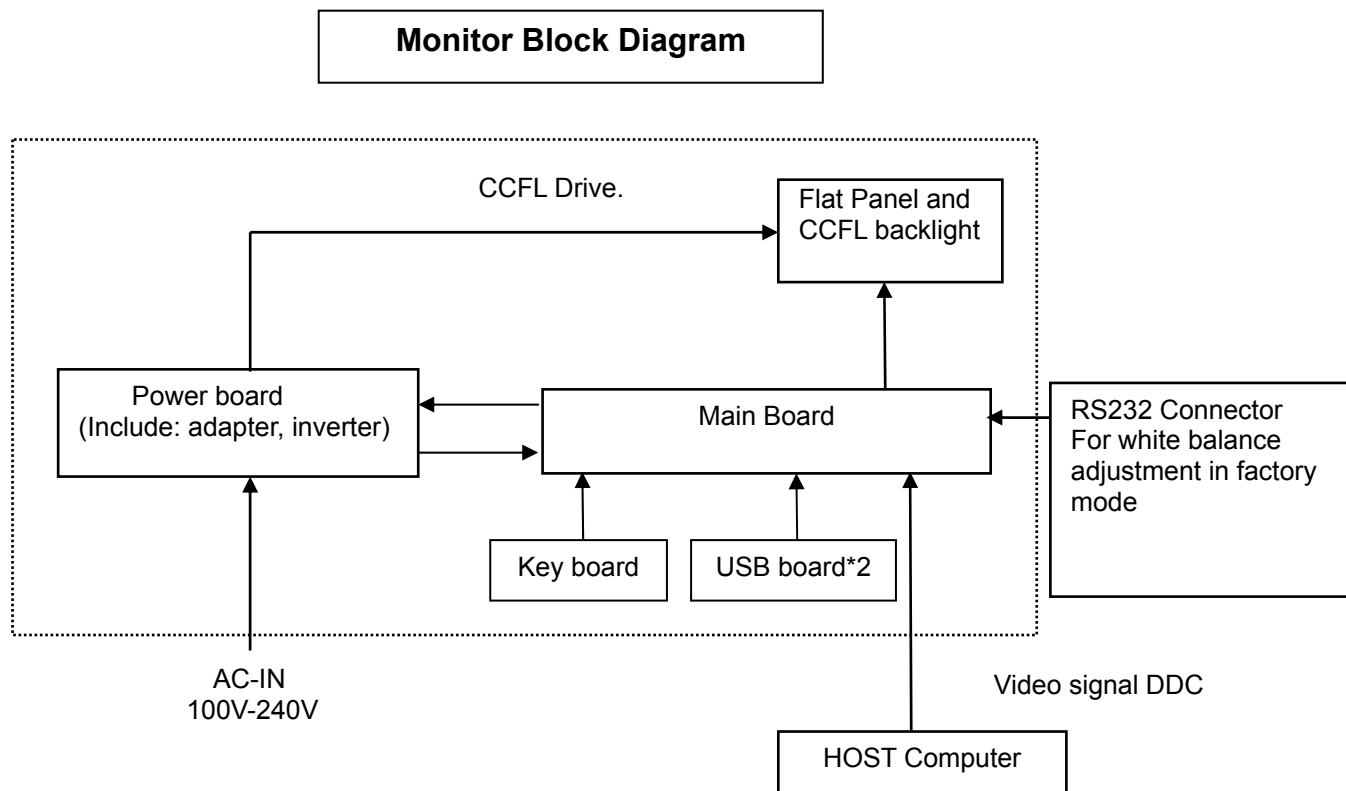 Monitor Block Diagram
CCFL Drive.
Flat Panel and
CCFL backlight
Power board
(Include: adapter, inverter)
Main Board
RS232 Connector
For white balance
adjustment in factory
mode
Key board
USB board*2
AC-IN
100V-240V
Video signal DDC
HOST Computer